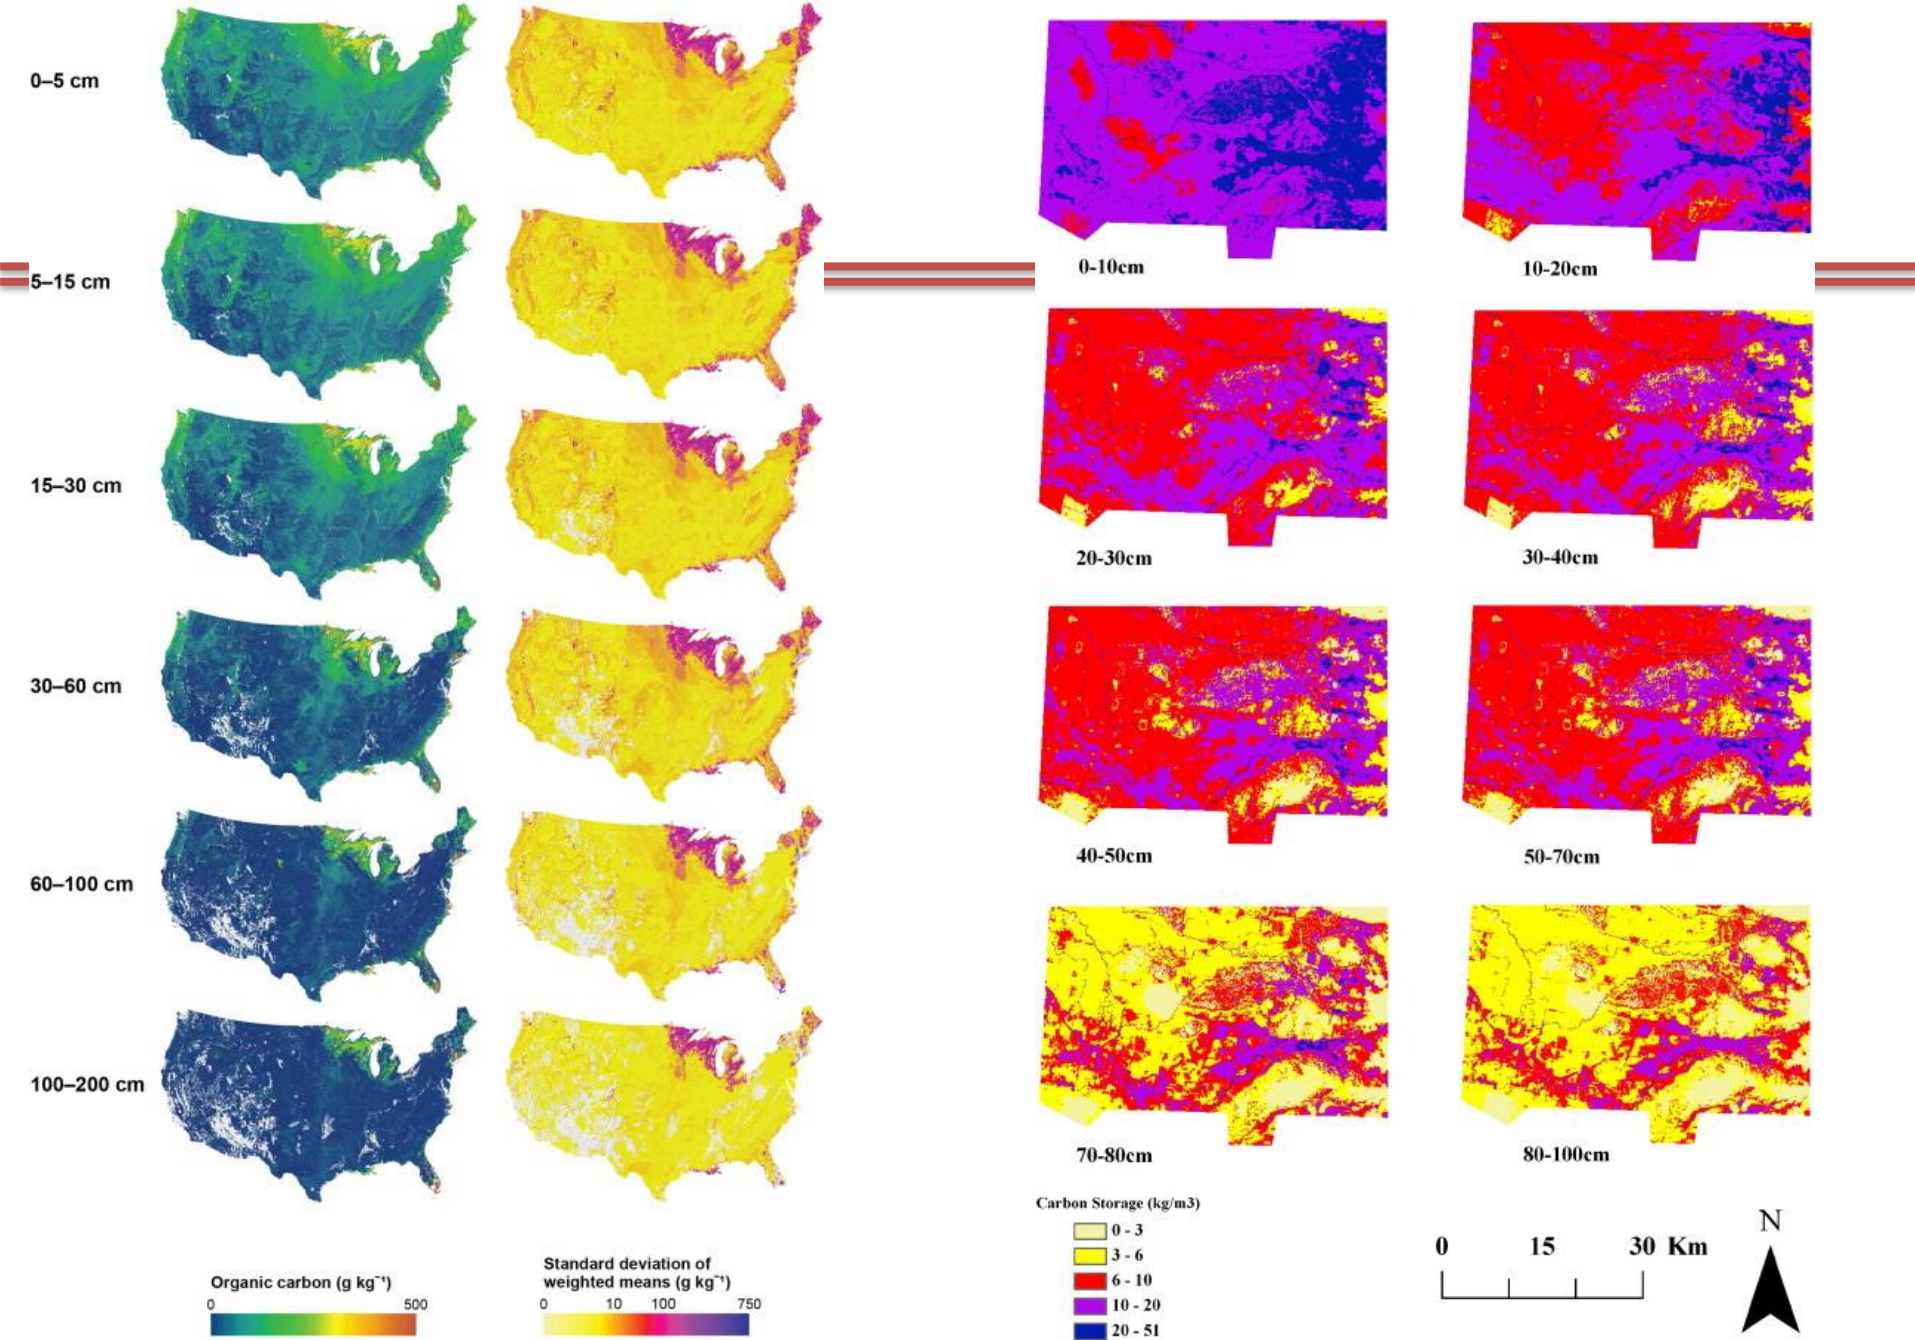 0–5 cm
5–15 cm
15–30 cm
30–60 cm
60–100 cm
100–200 cm
Organic carbon (g kg⁻¹)
0 500
Standard deviation of
weighted means (g kg⁻¹)
0 10 100 750
0-10cm
10-20cm
20-30cm
30-40cm
40-50cm
50-70cm
70-80cm
80-100cm
Carbon Storage (kg/m3)
0 - 3
3 - 6
6 - 10
10 - 20
20 - 51
0 15 30 Km
N